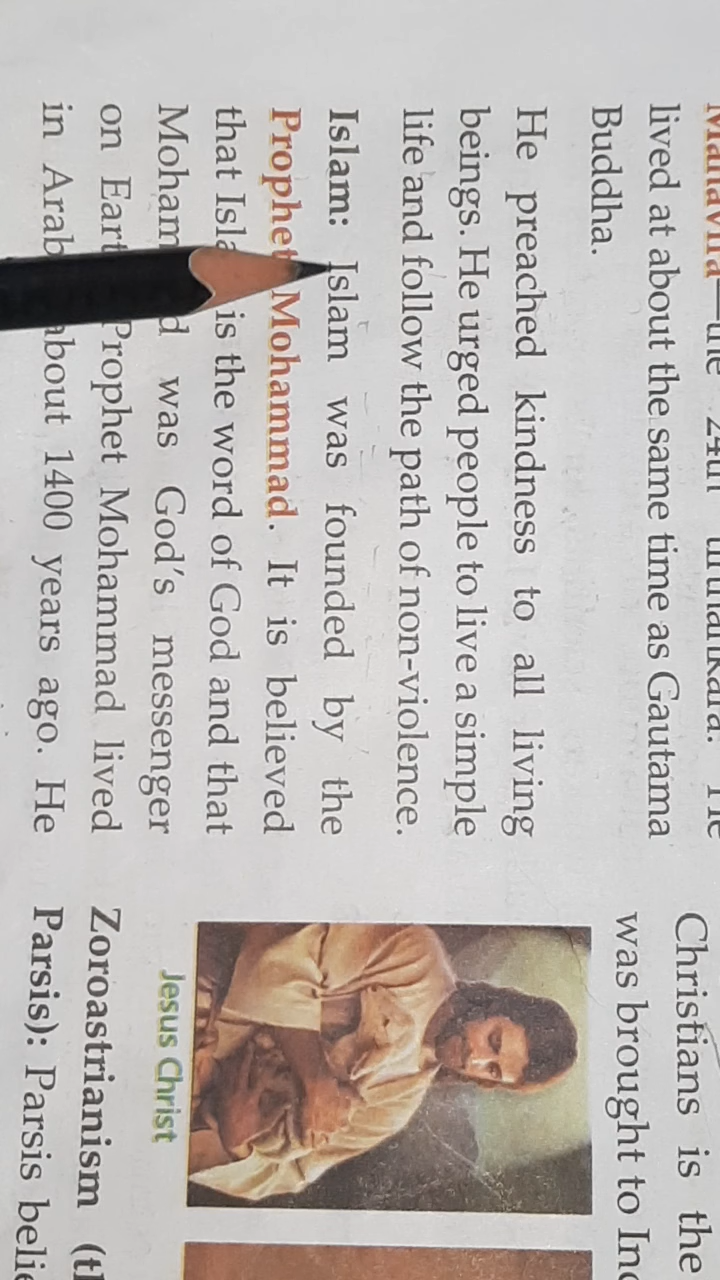 lived at about the same time as Gautama
Buddha.
He preached kindness to all living
beings. He urged people to live a simple
life and follow the path of non-violence.
Islam: Islam was founded by the
Prophet Mohammad. It is believed
that is the word of God and that
was God's messenger
on Prophet Mohammad lived
in about 1400 years ago. He
Christians is the
was brought to
Jesus Christ
Zoroastrianism
Parsis): Parsis